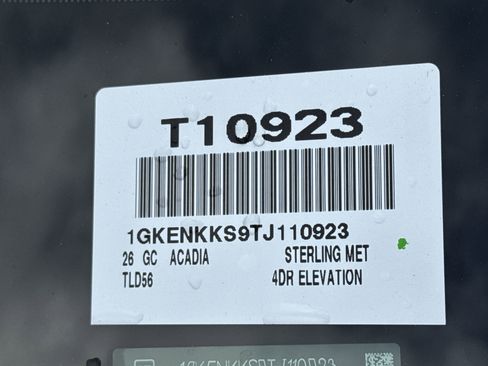 T10923
1GKENKKS9TJ110923
26 GC ACADIA STERLING MET
TLD56 4DR ELEVATION